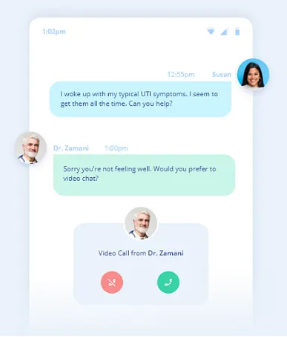 1:03pm
12:55pm Susan
I woke up with my typical UTI symptoms. I seem to
get them all the time. Can you help?
Dr. Zamani 1:00pm
Sorry you're not feeling well. Would you prefer to
video chat?
Video Call from Dr. Zamani